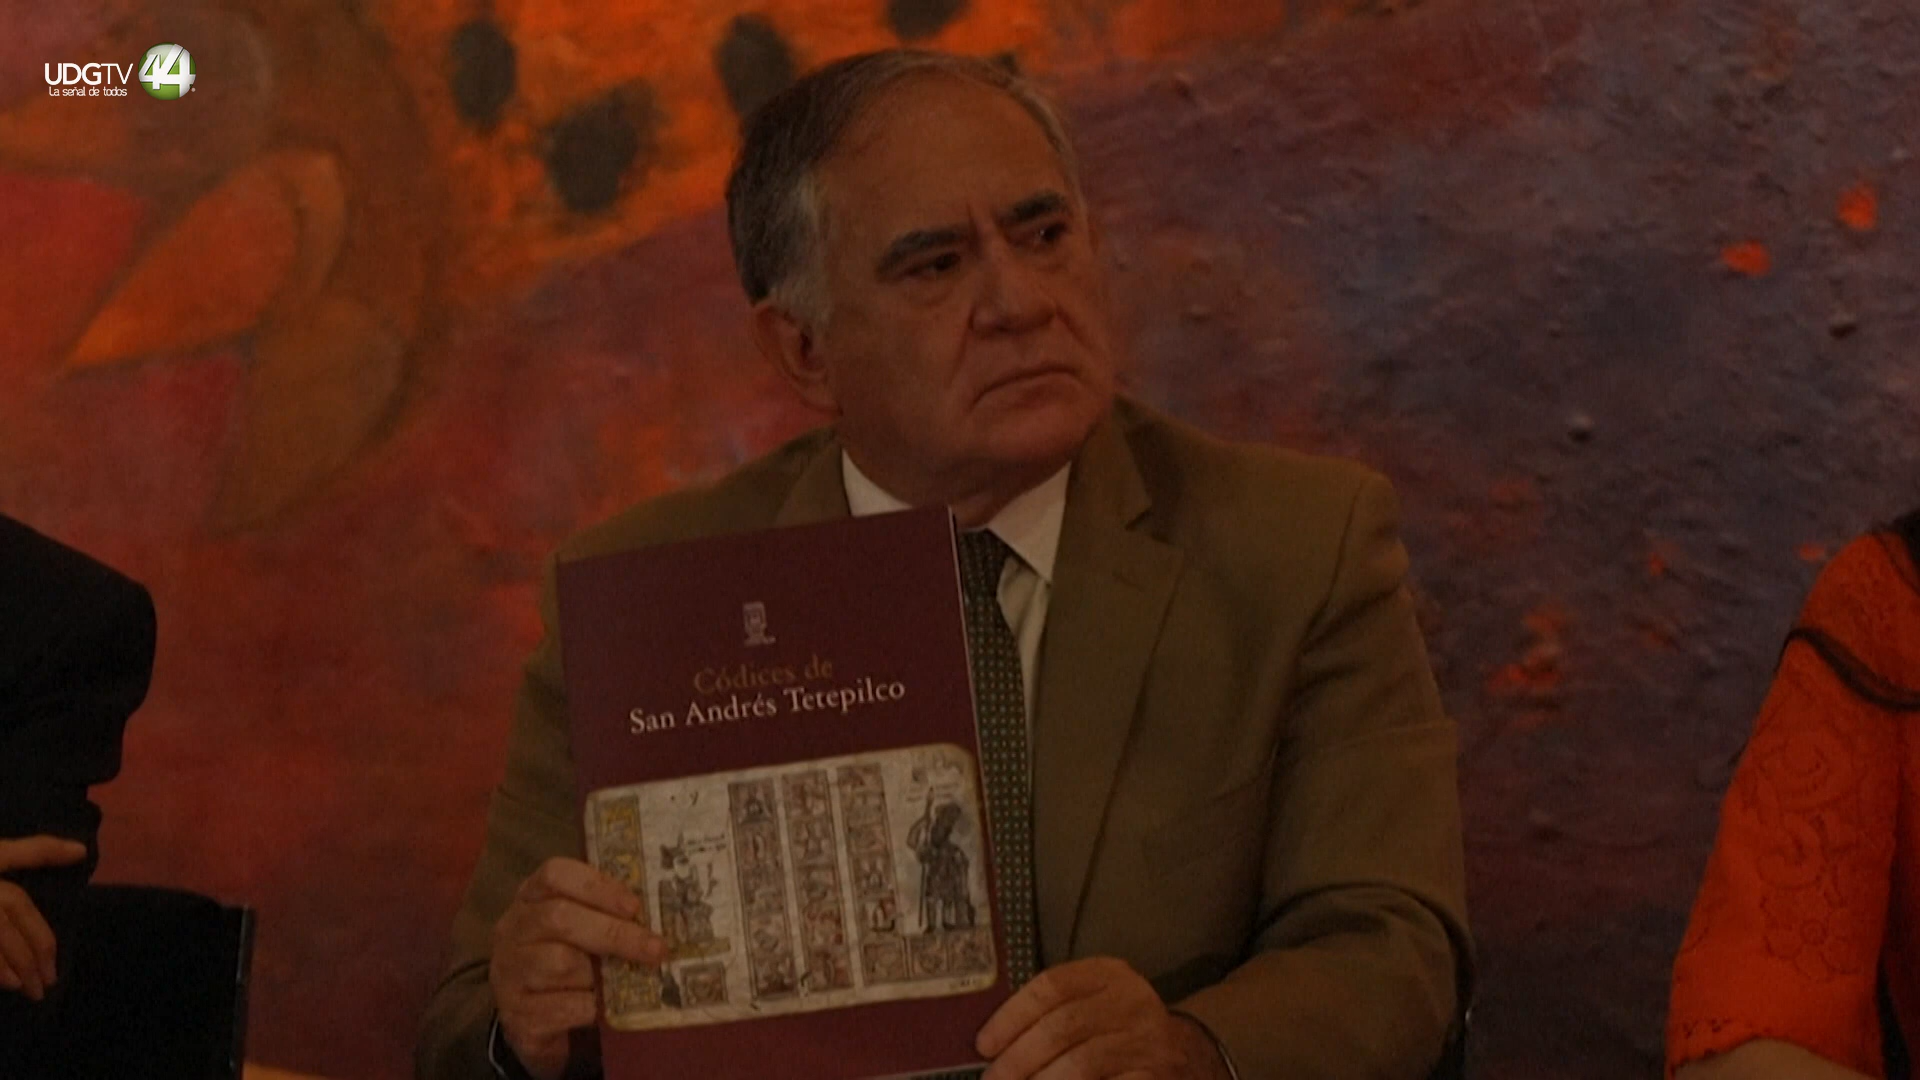 UDGTV 44
La señal de todos
Códices de
San Andrés Tetepilco